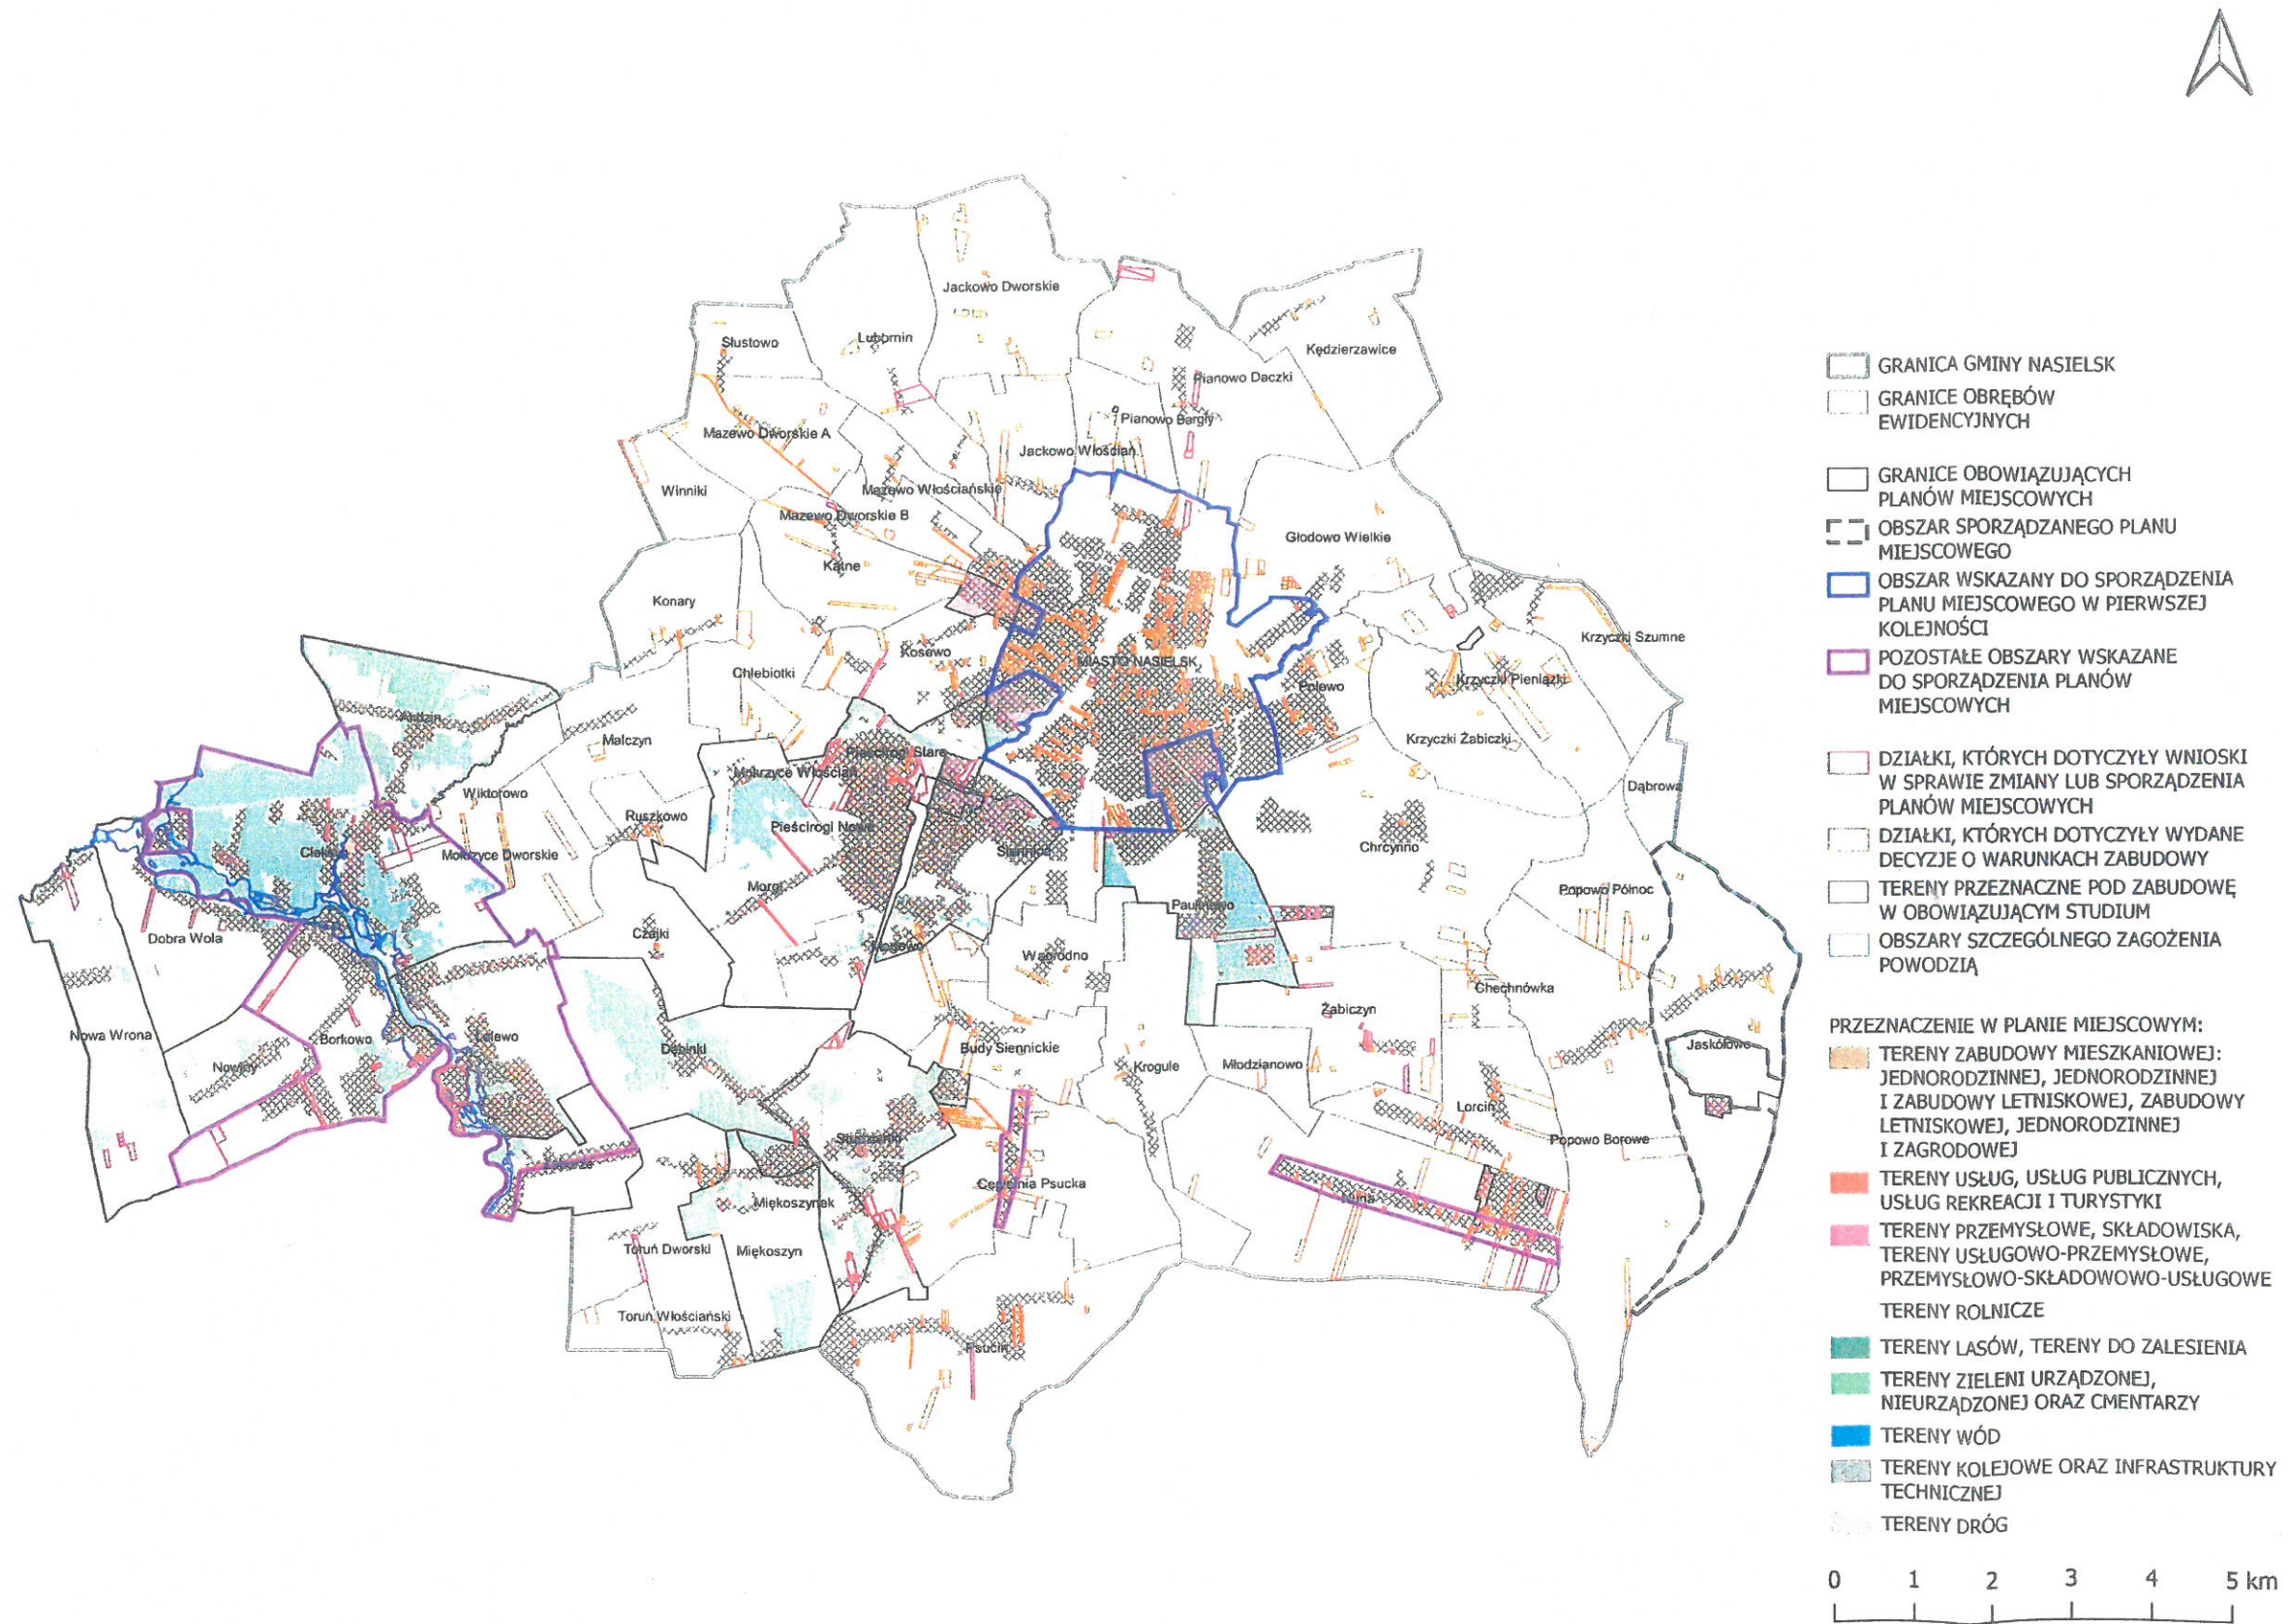 Jackowo Dworskie
Lubomin
Słustowo
Kędzierzawice
Pianowo Daczki
Pianowo Bargły
Mazewo Dworskie A
Jackowo Włościań.
Winniki
Mazewo Włościańskie
Mazewo Dworskie B
Głodowo Wielkie
Kątne
Konary
Krzyczki Szumne
Kosewo
MIASTO NASIELSK
Chlebiotki
Krzyczki Pieniążki
Malczyn
Pieścirogi Stare
Krzyczki Żabiczki
Mokrzyce Włościań.
Wiktorowo
Dąbrowa
Ruszkowo
Pieścirogi Nowe
Siennica
Chrcynno
Mokrzyce Dworskie
Morgi
Popowo Północ
Paulinowo
Czajki
Dobra Wola
Mogowo
Wągrodno
Chechnówka
Żabiczyn
Nowa Wrona
Borkowo
Lelewo
Dębinki
Budy Siennickie
Jaskółowo
Nowiny
Krogule
Młodzianowo
Lorcin
Popowo Borowe
Studzianki
Cegielnia Psucka
Nuna
Miękoszynek
Toruń Dworski
Miękoszyn
Toruń Włościański
Psucin
GRANICA GMINY NASIELSK
GRANICE OBRĘBÓW
EWIDENCYJNYCH
GRANICE OBOWIĄZUJĄCYCH
PLANÓW MIEJSCOWYCH
OBSZAR SPORZĄDZANEGO PLANU
MIEJSCOWEGO
OBSZAR WSKAZANY DO SPORZĄDZENIA
PLANU MIEJSCOWEGO W PIERWSZEJ
KOLEJNOŚCI
POZOSTAŁE OBSZARY WSKAZANE
DO SPORZĄDZENIA PLANÓW
MIEJSCOWYCH
DZIAŁKI, KTÓRYCH DOTYCZYŁY WNIOSKI
W SPRAWIE ZMIANY LUB SPORZĄDZENIA
PLANÓW MIEJSCOWYCH
DZIAŁKI, KTÓRYCH DOTYCZYŁY WYDANE
DECYZJE O WARUNKACH ZABUDOWY
TERENY PRZEZNACZNE POD ZABUDOWĘ
W OBOWIĄZUJĄCYM STUDIUM
OBSZARY SZCZEGÓLNEGO ZAGOŻENIA
POWODZIĄ
PRZEZNACZENIE W PLANIE MIEJSCOWYM:
TERENY ZABUDOWY MIESZKANIOWEJ:
JEDNORODZINNEJ, JEDNORODZINNEJ
I ZABUDOWY LETNISKOWEJ, ZABUDOWY
LETNISKOWEJ, JEDNORODZINNEJ
I ZAGRODOWEJ
TERENY USŁUG, USŁUG PUBLICZNYCH,
USŁUG REKREACJI I TURYSTYKI
TERENY PRZEMYSŁOWE, SKŁADOWISKA,
TERENY USŁUGOWO-PRZEMYSŁOWE,
PRZEMYSŁOWO-SKŁADOWOWO-USŁUGOWE
TERENY ROLNICZE
TERENY LASÓW, TERENY DO ZALESIENIA
TERENY ZIELENI URZĄDZONEJ,
NIEURZĄDZONEJ ORAZ CMENTARZY
TERENY WÓD
TERENY KOLEJOWE ORAZ INFRASTRUKTURY
TECHNICZNEJ
TERENY DRÓG
0 1 2 3 4 5 km